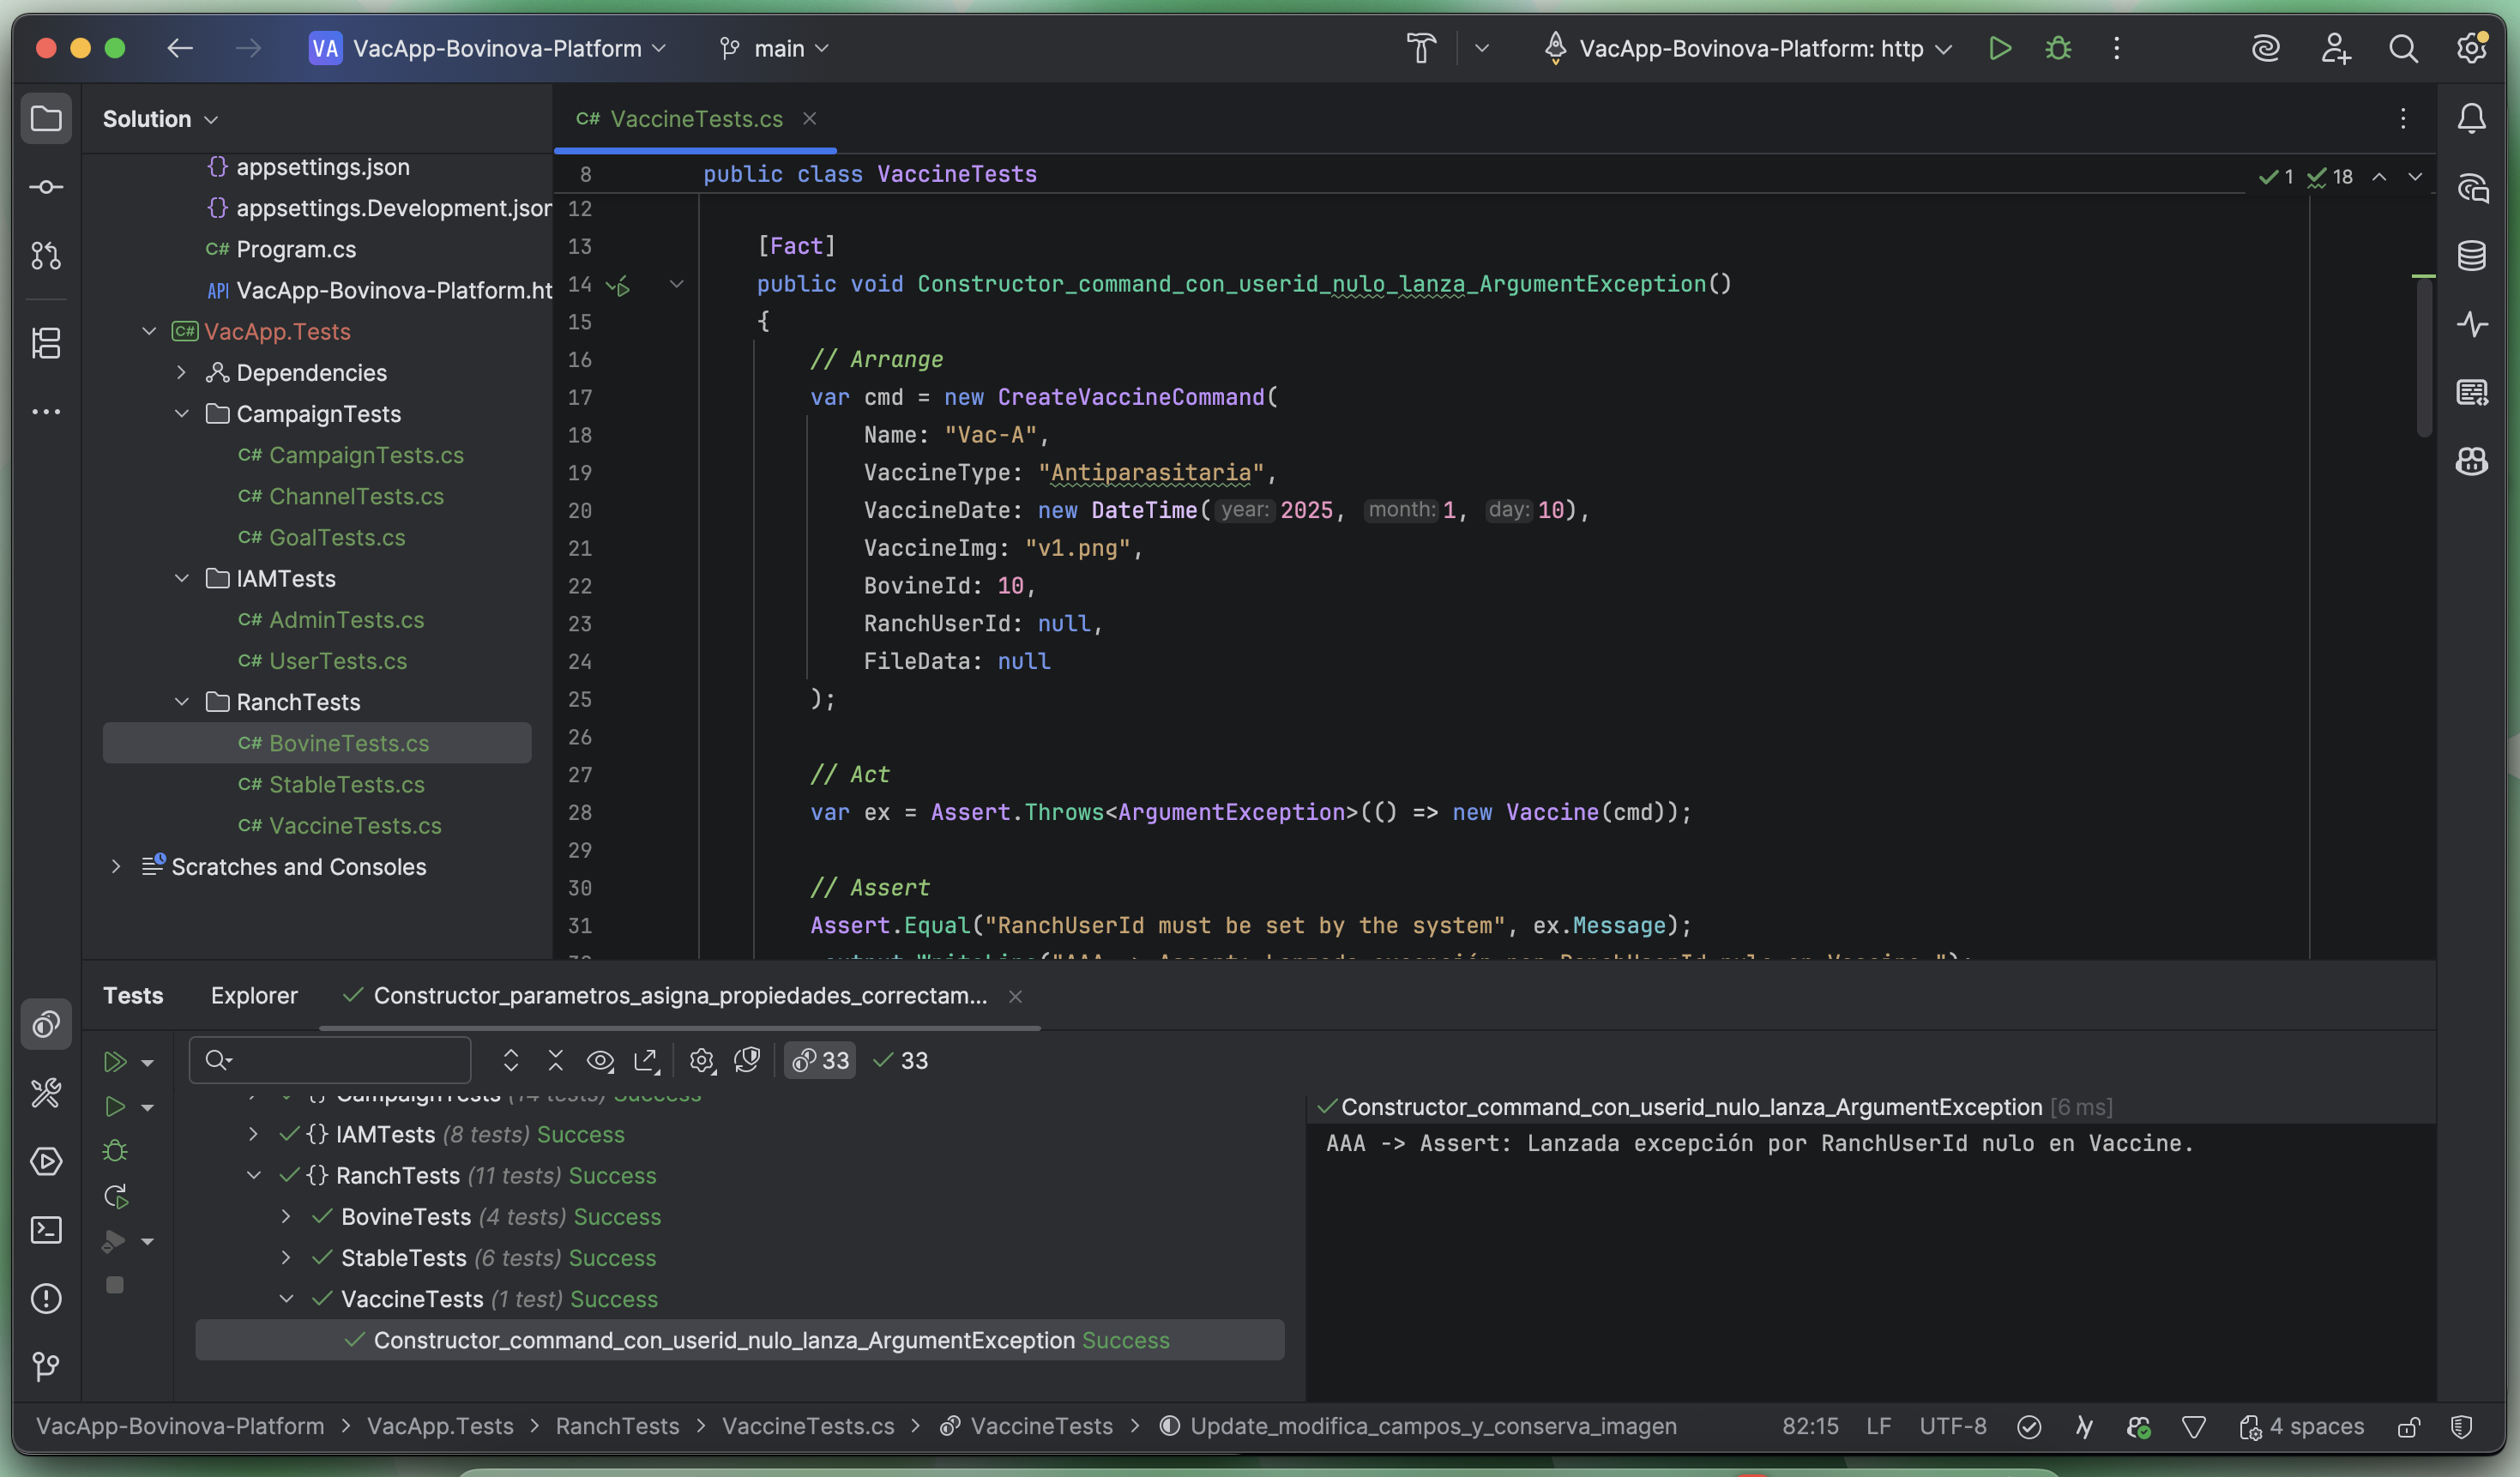 VA VacApp-Bovinova-Platform main VacApp-Bovinova-Platform: http
Solution
appsettings.json
appsettings.Development.json
C# Program.cs
API VacApp-Bovinova-Platform.ht
C# VacApp.Tests
Dependencies
CampaignTests
C# CampaignTests.cs
C# ChannelTests.cs
C# GoalTests.cs
IAMTests
C# AdminTests.cs
C# UserTests.cs
RanchTests
C# BovineTests.cs
C# StableTests.cs
C# VaccineTests.cs
Scratches and Consoles
C# VaccineTests.cs
8 public class VaccineTests
1 18
12
13 [Fact]
14 public void Constructor_command_con_userid_nulo_lanza_ArgumentException()
15 {
16 // Arrange
17 var cmd = new CreateVaccineCommand(
18 Name: "Vac-A",
19 VaccineType: "Antiparasitaria",
20 VaccineDate: new DateTime( year: 2025, month: 1, day: 10),
21 VaccineImg: "v1.png",
22 BovineId: 10,
23 RanchUserId: null,
24 FileData: null
25 );
26
27 // Act
28 var ex = Assert.Throws<ArgumentException>(() => new Vaccine(cmd));
29
30 // Assert
31 Assert.Equal("RanchUserId must be set by the system", ex.Message);
Tests Explorer Constructor_parametros_asigna_propiedades_correctam...
33 33
CampaignTests (14 tests) Success
{} IAMTests (8 tests) Success
{} RanchTests (11 tests) Success
BovineTests (4 tests) Success
StableTests (6 tests) Success
VaccineTests (1 test) Success
Constructor_command_con_userid_nulo_lanza_ArgumentException Success
Constructor_command_con_userid_nulo_lanza_ArgumentException [6 ms]
AAA -> Assert: Lanzada excepción por RanchUserId nulo en Vaccine.
VacApp-Bovinova-Platform > VacApp.Tests > RanchTests > VaccineTests.cs > VaccineTests > Update_modifica_campos_y_conserva_imagen 82:15 LF UTF-8 4 spaces